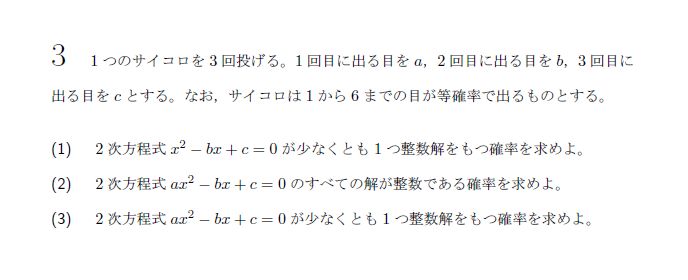 3 1つのサイコロを3回投げる。1回目に出る目を a，2回目に出る目を b，3回目に
出る目を c とする。なお，サイコロは1から6までの目が等確率で出るものとする。
(1) 2次方程式 x² − bx + c = 0 が少なくとも1つ整数解をもつ確率を求めよ。
(2) 2次方程式 ax² − bx + c = 0 のすべての解が整数である確率を求めよ。
(3) 2次方程式 ax² − bx + c = 0 が少なくとも1つ整数解をもつ確率を求めよ。